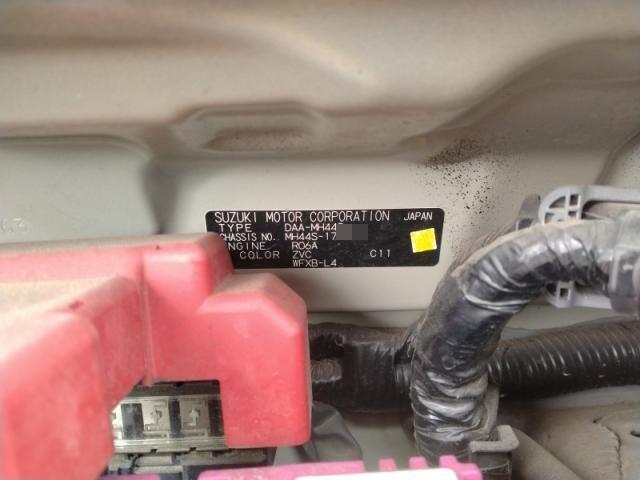 SUZUKI MOTOR CORPORATION JAPAN
TYPE DAA-MH44
CHASSIS NO. MH44S-17
ENGINE R06A
COLOR ZVC C11
WFXB-L4